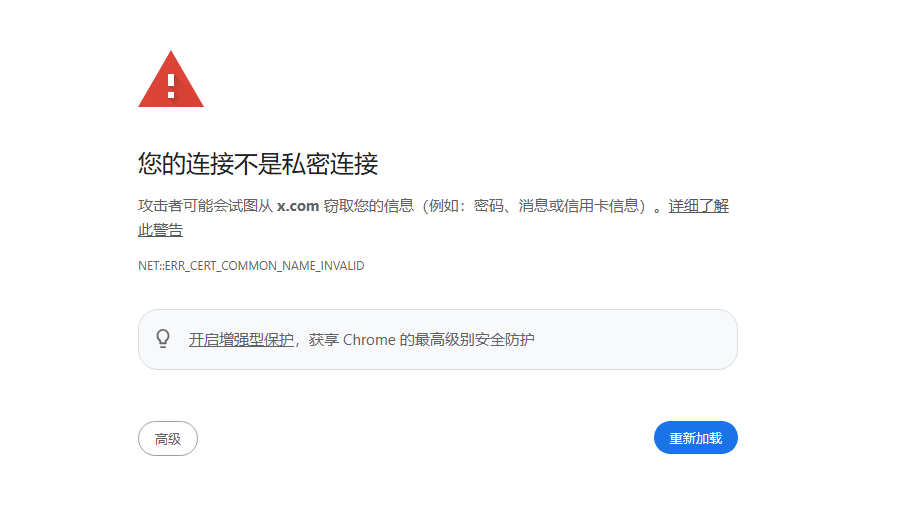 您的连接不是私密连接
攻击者可能会试图从 x.com 窃取您的信息（例如：密码、消息或信用卡信息）。详细了解
此警告
NET::ERR_CERT_COMMON_NAME_INVALID
开启增强型保护，获享 Chrome 的最高级别安全防护
高级
重新加载